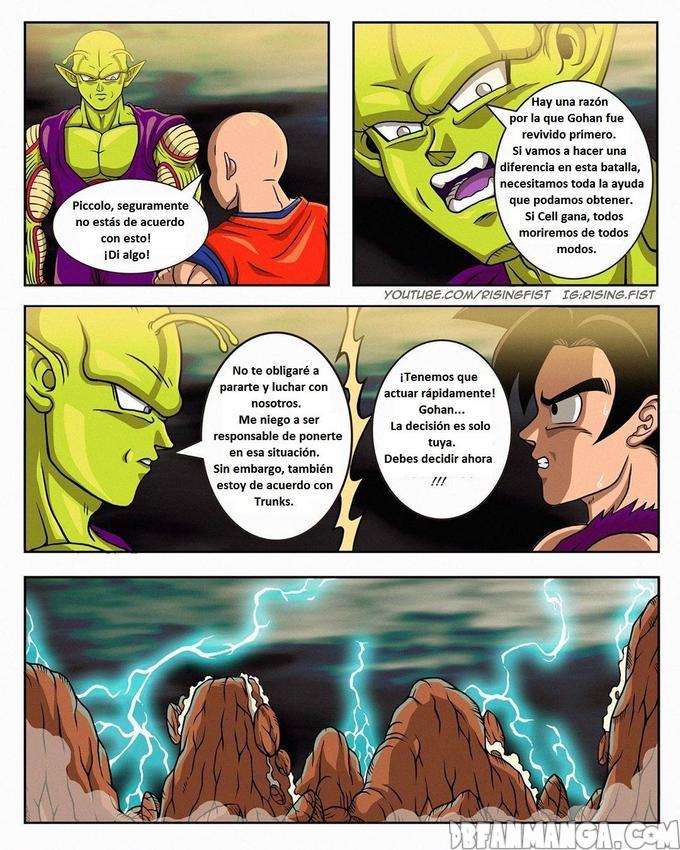 Piccolo, seguramente
no estás de acuerdo
con esto!
¡Di algo!
Hay una razón
por la que Gohan fue
revivido primero.
Si vamos a hacer una
diferencia en esta batalla,
necesitamos toda la ayuda
que podamos obtener.
Si Cell gana, todos
moriremos de todos
modos.
YOUTUBE.COM/RISINGFIST IG:RISING.FIST
No te obligaré a
pararte y luchar con
nosotros.
Me niego a ser
responsable de ponerte
en esa situación.
Sin embargo, también
estoy de acuerdo con
Trunks.
¡Tenemos que
actuar rápidamente!
Gohan...
La decisión es solo
tuya.
Debes decidir ahora
!!!
DBFANMANGA.COM